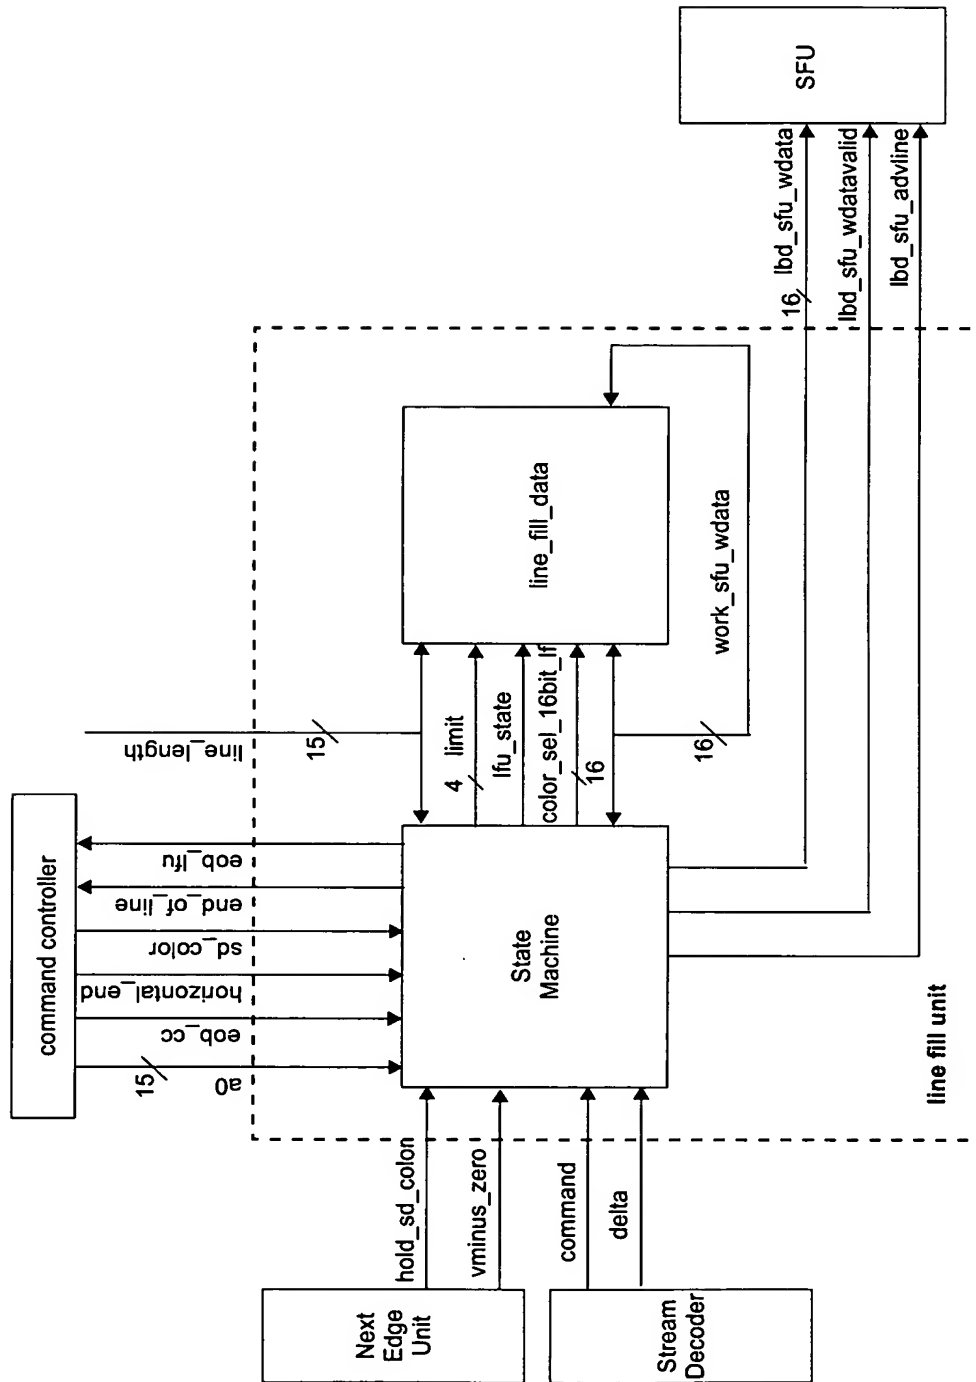 command controller
a0
15
eob_cc
horizontal_end
sd_color
end_of_line
eob_lfu
line_length
15
Next
Edge
Unit
hold_sd_colon
vminus_zero
Stream
Decoder
command
delta
State
Machine
4
limit
lfu_state
color_sel_16bit_lf
16
16
work_sfu_wdata
line_fill_data
16
lbd_sfu_wdata
lbd_sfu_wdatavalid
lbd_sfu_advline
SFU
line fill unit